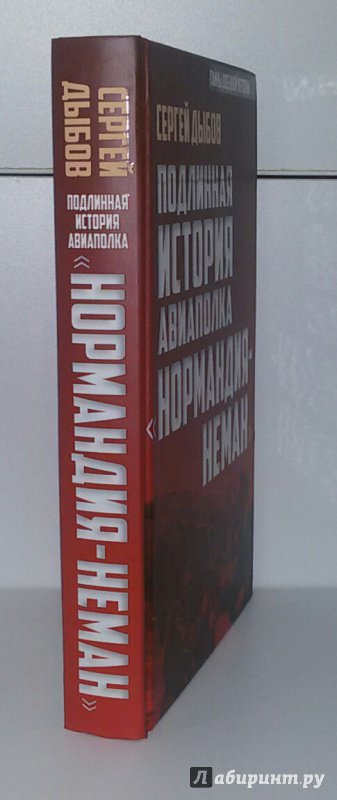 СЕРГЕЙ
ДЫБОВ
ПОДЛИННАЯ
ИСТОРИЯ
АВИАПОЛКА
«НОРМАНДИЯ-НЕМАН»
СЕРГЕЙ ДЫБОВ
ПОДЛИННАЯ
ИСТОРИЯ
АВИАПОЛКА
«НОРМАНДИЯ-
НЕМАН
Лабиринт.ру